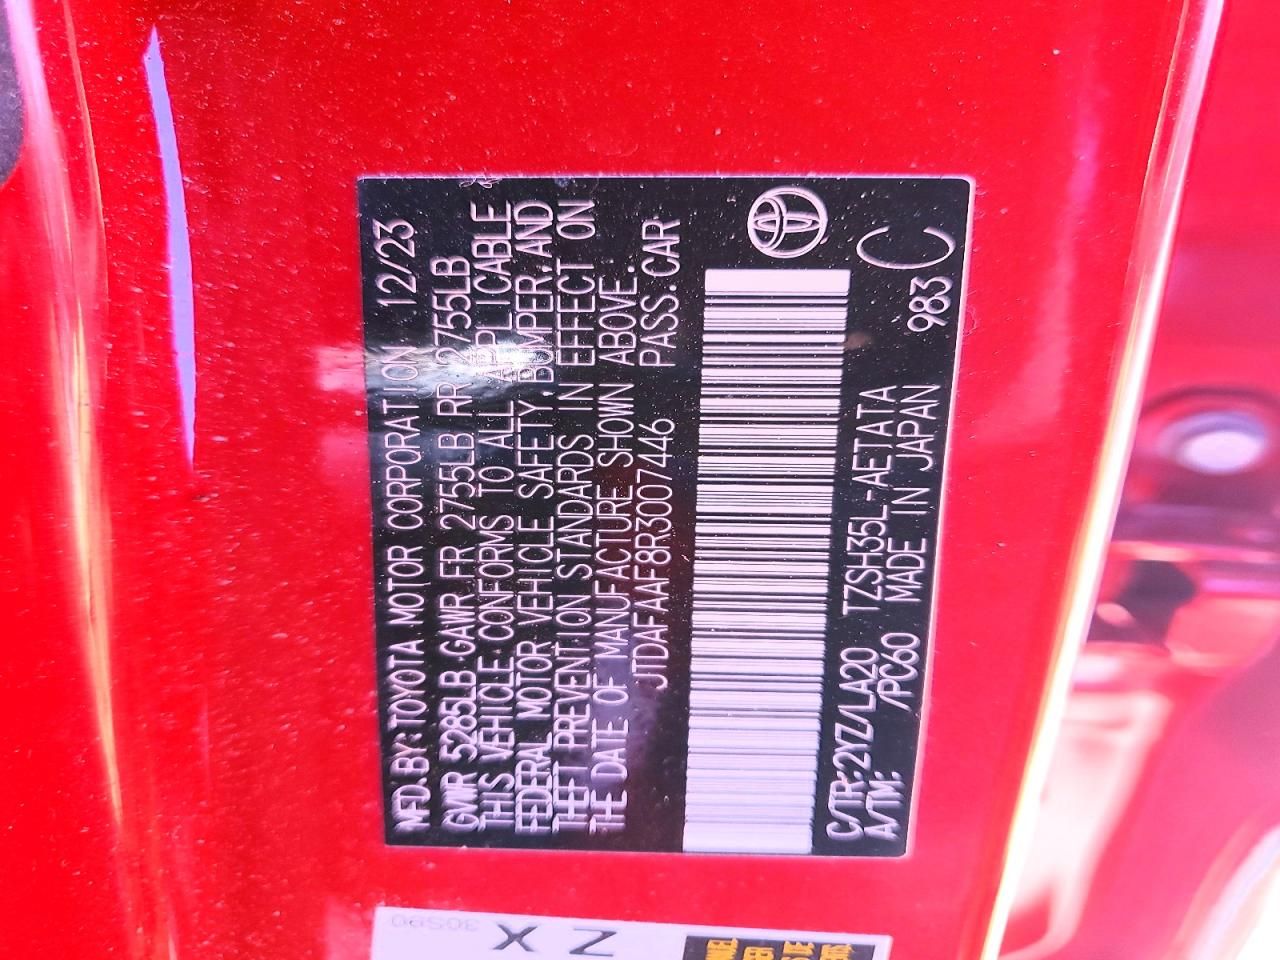 MFD.BY:TOYOTA MOTOR CORPORATION 12/23
GVWR 5285LB GAWR FR 2755LB RR 2755LB
THIS VEHICLE CONFORMS TO ALL APPLICABLE
FEDERAL MOTOR VEHICLE SAFETY,BUMPER,AND
THEFT PREVENTION STANDARDS IN EFFECT ON
THE DATE OF MANUFACTURE SHOWN ABOVE.
JTDAFAAF8R3007446 PASS.CAR
C/TR:2YZ/LA20 TZSH35L-AETATA
A/TM: /PC60 MADE IN JAPAN 983 C
30S90
X Z